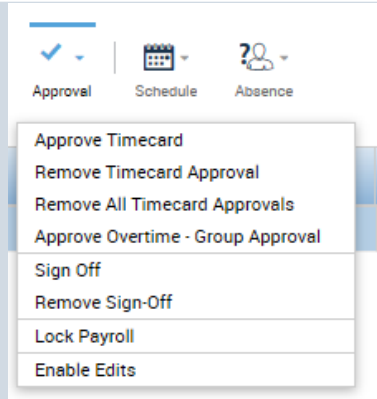 Approval
Schedule
Absence
Approve Timecard
Remove Timecard Approval
Remove All Timecard Approvals
Approve Overtime - Group Approval
Sign Off
Remove Sign-Off
Lock Payroll
Enable Edits